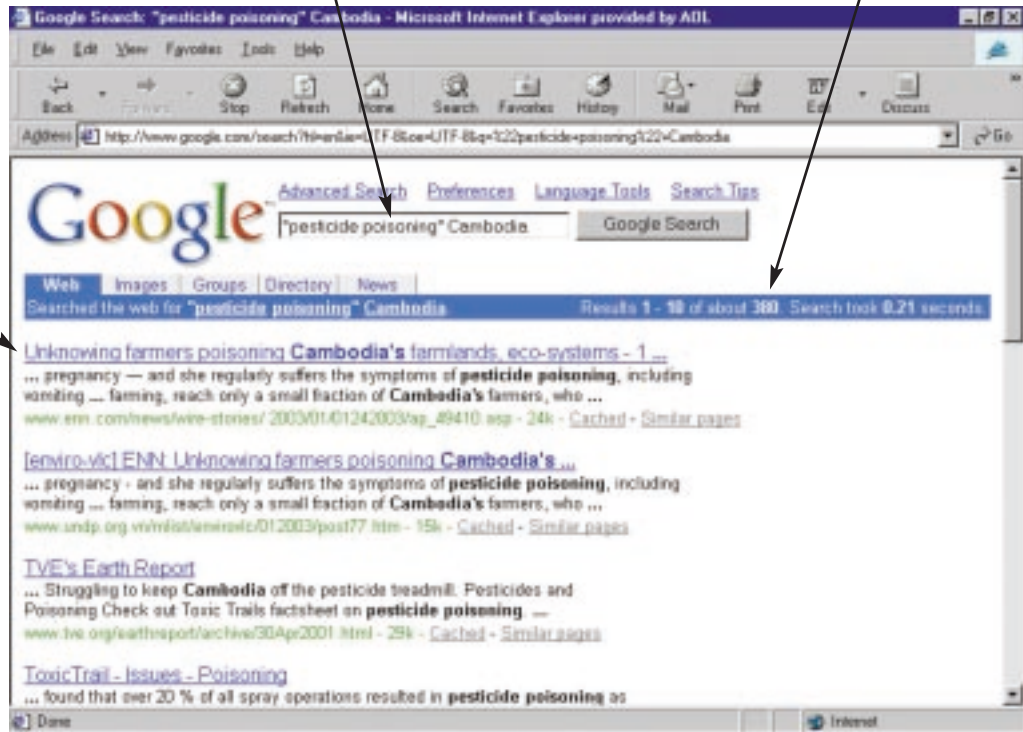 Google Search: "pesticide poisoning" Cambodia - Microsoft Internet Explorer provided by AOL
File Edit View Favorites Tools Help
Back Forward Stop Refresh Home Search Favorites History Mail Print Edit Discuss
Address http://www.google.com/search?hl=en&ie=UTF-8&oe=UTF-8&q=%22pesticide+poisoning%22+Cambodia Go
Advanced Search Preferences Language Tools Search Tips
Google
"pesticide poisoning" Cambodia Google Search
Web Images Groups Directory News
Searched the web for "pesticide poisoning" Cambodia. Results 1 - 10 of about 380. Search took 0.21 seconds.
Unknowing farmers poisoning Cambodia's farmlands, eco-systems - 1 ...
... pregnancy — and she regularly suffers the symptoms of pesticide poisoning, including
vomiting ... farming, reach only a small fraction of Cambodia's farmers, who ...
www.enn.com/news/wire-stories/ 2003/01/01242003/ap_49410.asp - 24k - Cached - Similar pages
[enviro-vlc] ENN: Unknowing farmers poisoning Cambodia's ...
... pregnancy - and she regularly suffers the symptoms of pesticide poisoning, including
vomiting ... farming, reach only a small fraction of Cambodia's farmers, who ...
www.undp.org.vn/mlist/envirovlc/012003/post77.htm - 15k - Cached - Similar pages
TVE's Earth Report
... Struggling to keep Cambodia off the pesticide treadmill. Pesticides and
Poisoning Check out Toxic Trails factsheet on pesticide poisoning. ...
www.tve.org/earthreport/archive/30Apr2001.html - 29k - Cached - Similar pages
ToxicTrail - Issues - Poisoning
... found that over 20 % of all spray operations resulted in pesticide poisoning as
Done Internet